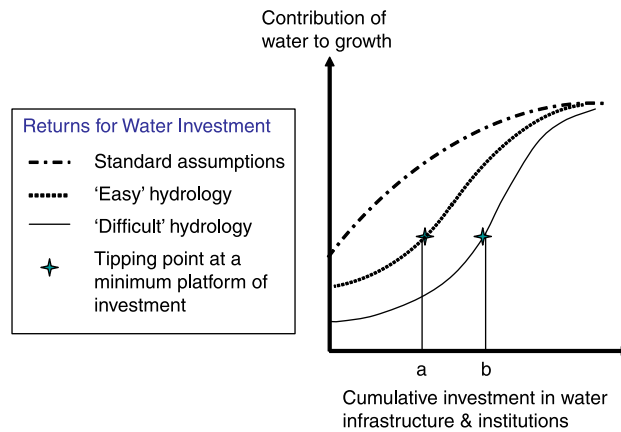 Contribution of
water to growth
Returns for Water Investment
Standard assumptions
‘Easy’ hydrology
‘Difficult’ hydrology
Tipping point at a
minimum platform of
investment
a
b
Cumulative investment in water
infrastructure & institutions